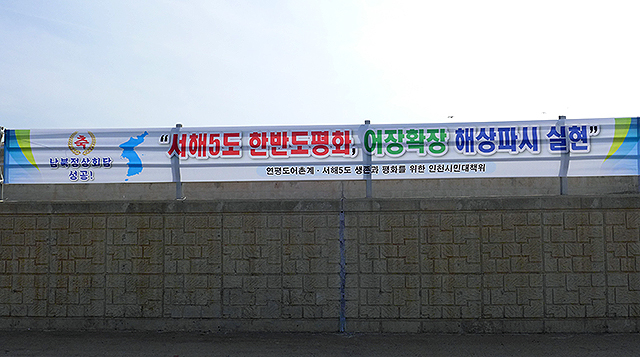 축
남북정상회담
성공!
“서해5도 한반도평화, 어장확장 해상파시 실현”
연평도어촌계 · 서해5도 생존과 평화를 위한 인천시민대책위